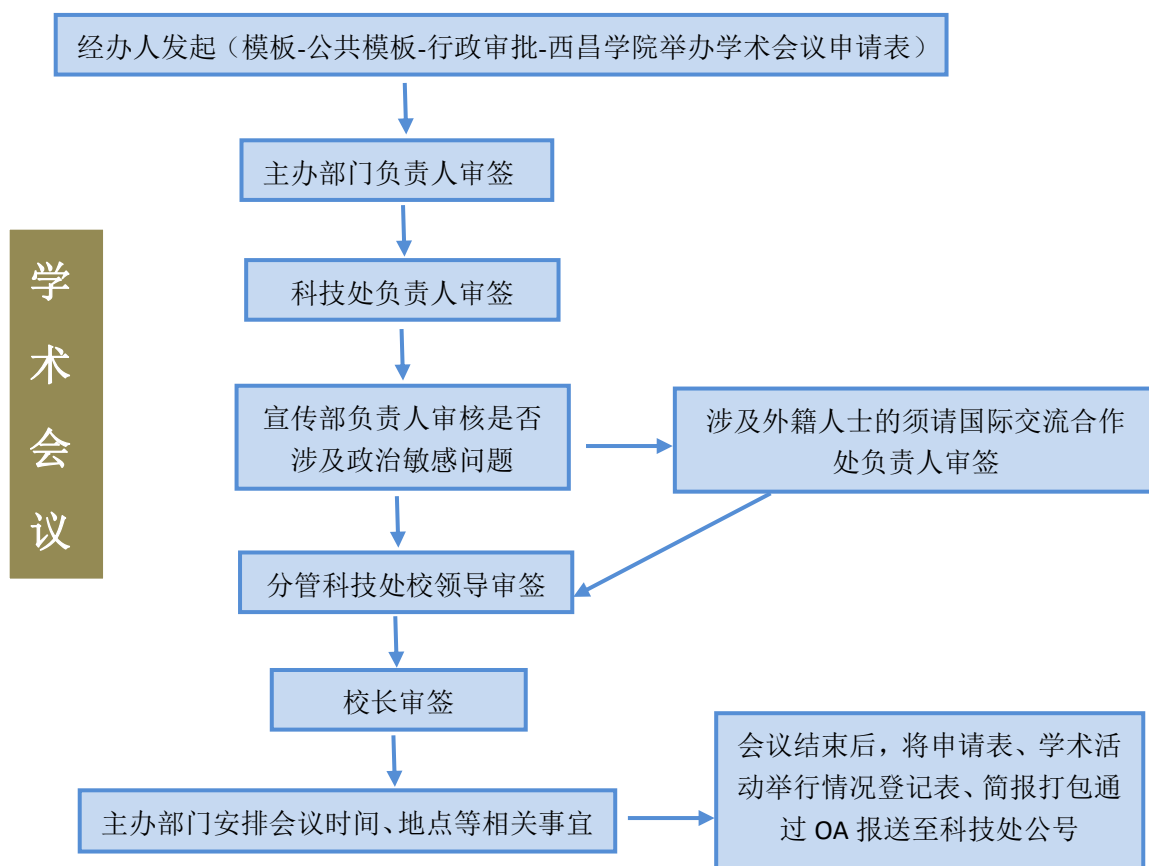 经办人发起（模板-公共模板-行政审批-西昌学院举办学术会议申请表）
主办部门负责人审签
学
术
会
议
科技处负责人审签
宣传部负责人审核是否
涉及政治敏感问题
涉及外籍人士的须请国际交流合作
处负责人审签
分管科技处校领导审签
校长审签
主办部门安排会议时间、地点等相关事宜
会议结束后，将申请表、学术活
动举行情况登记表、简报打包通
过 OA 报送至科技处公号